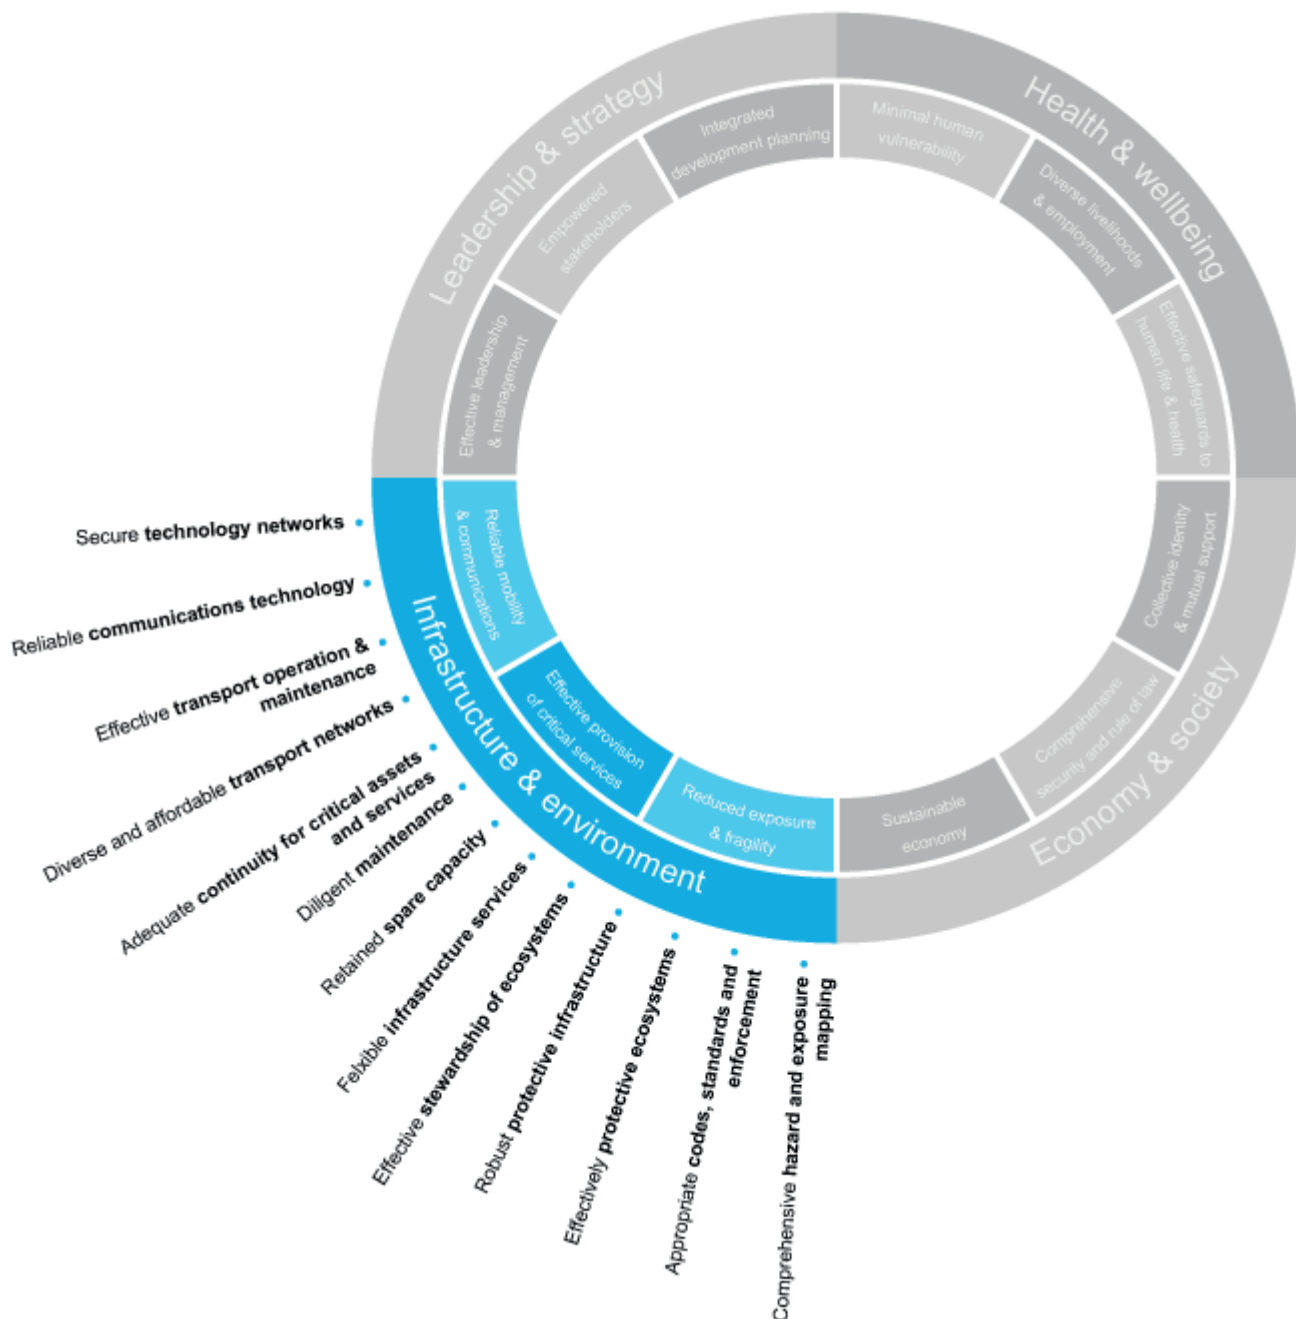 Leadership & strategy
Health & wellbeing
Integrated
development planning
Minimal human
vulnerability
Empowered
stakeholders
Diverse livelihoods
& employment
Effective leadership
& management
Effective safeguards to
human life & health
Reliable mobility
& communications
Collective identity
& mutual support
Effective provision
of critical services
Comprehensive
security and rule of law
Reduced exposure
& fragility
Sustainable
economy
Infrastructure & environment
Economy & society
Secure technology networks
Reliable communications technology
Effective transport operation &
maintenance
Diverse and affordable transport networks
Adequate continuity for critical assets
and services
Diligent maintenance
Retained spare capacity
Felxible infrastructure services
Effective stewardship of ecosystems
Robust protective infrastructure
Effectively protective ecosystems
Appropriate codes, standards and
enforcement
Comprehensive hazard and exposure
mapping